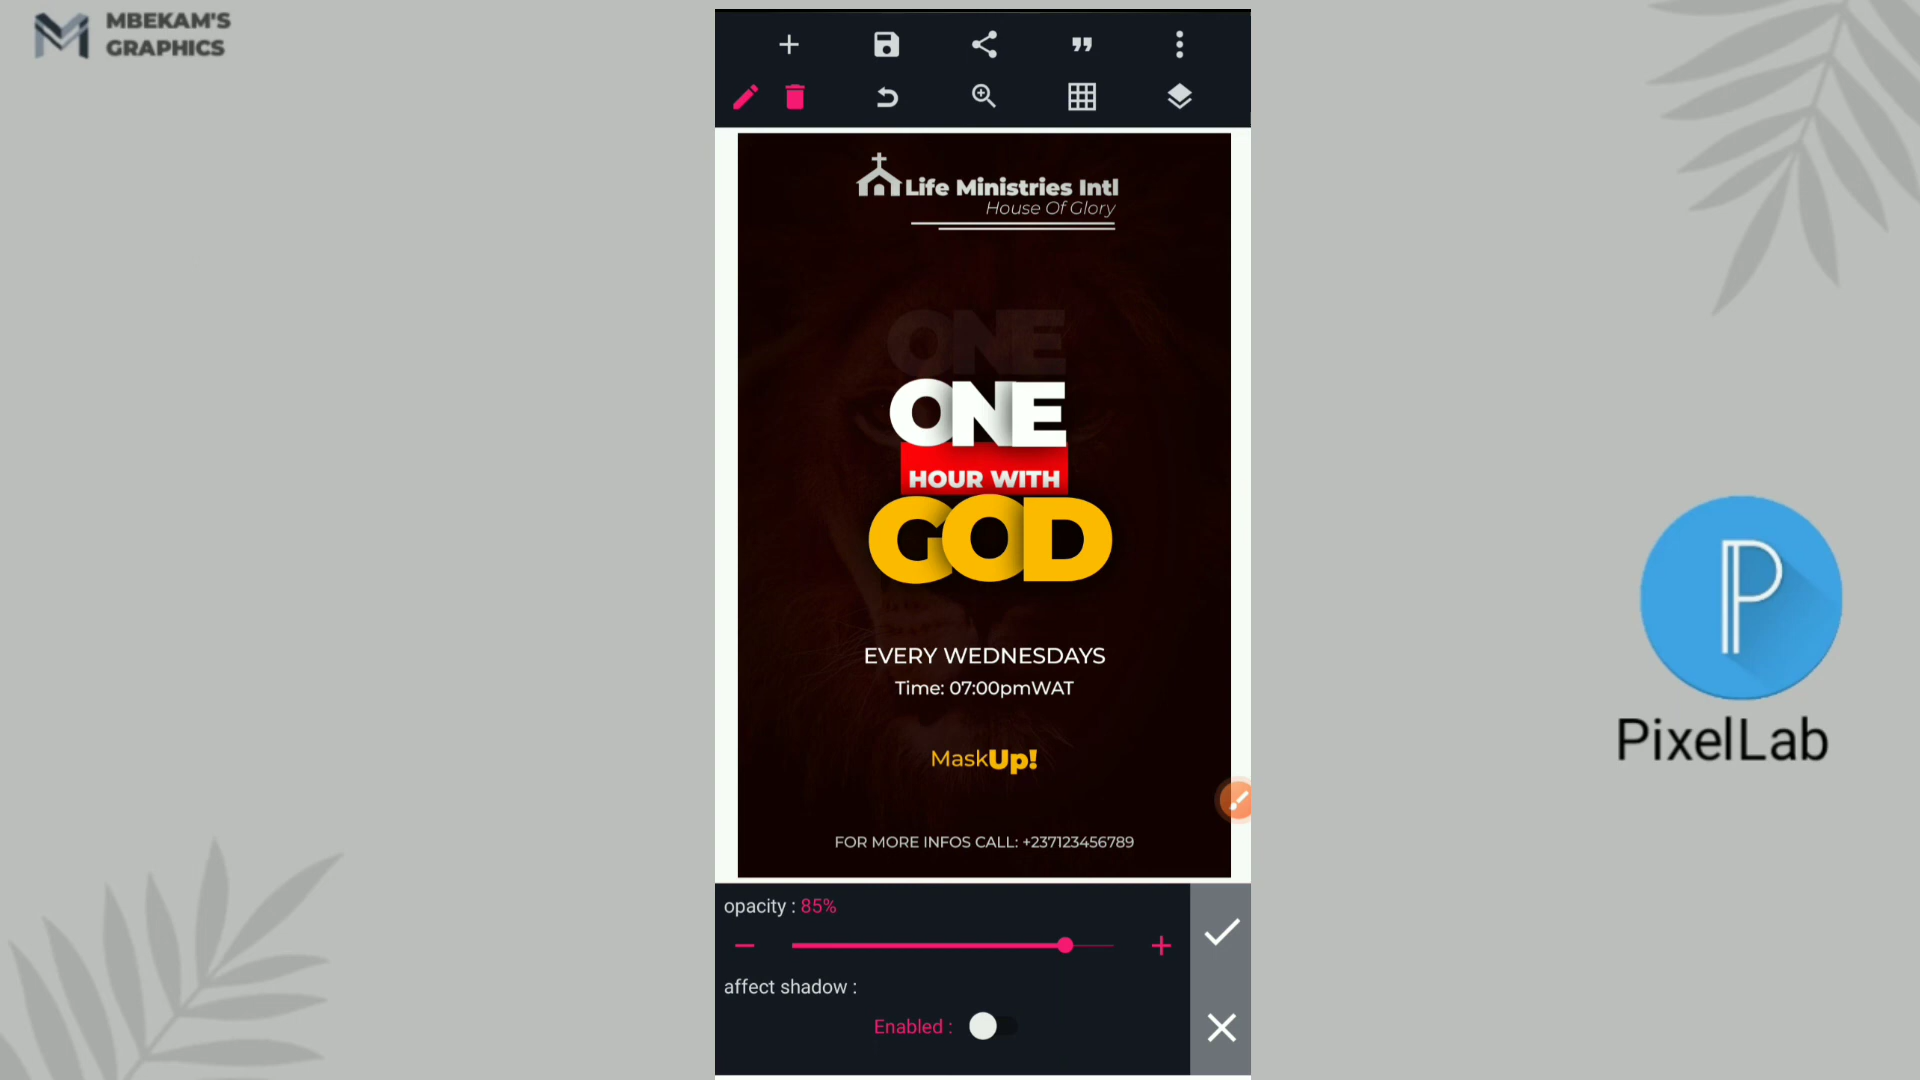 MBEKAM'S
GRAPHICS
Life Ministries Intl
House Of Glory
ONE
ONE
HOUR WITH
GOD
EVERY WEDNESDAYS
Time: 07:00pmWAT
MaskUp!
FOR MORE INFOS CALL: +237123456789
opacity : 85%
affect shadow :
Enabled :
PixelLab